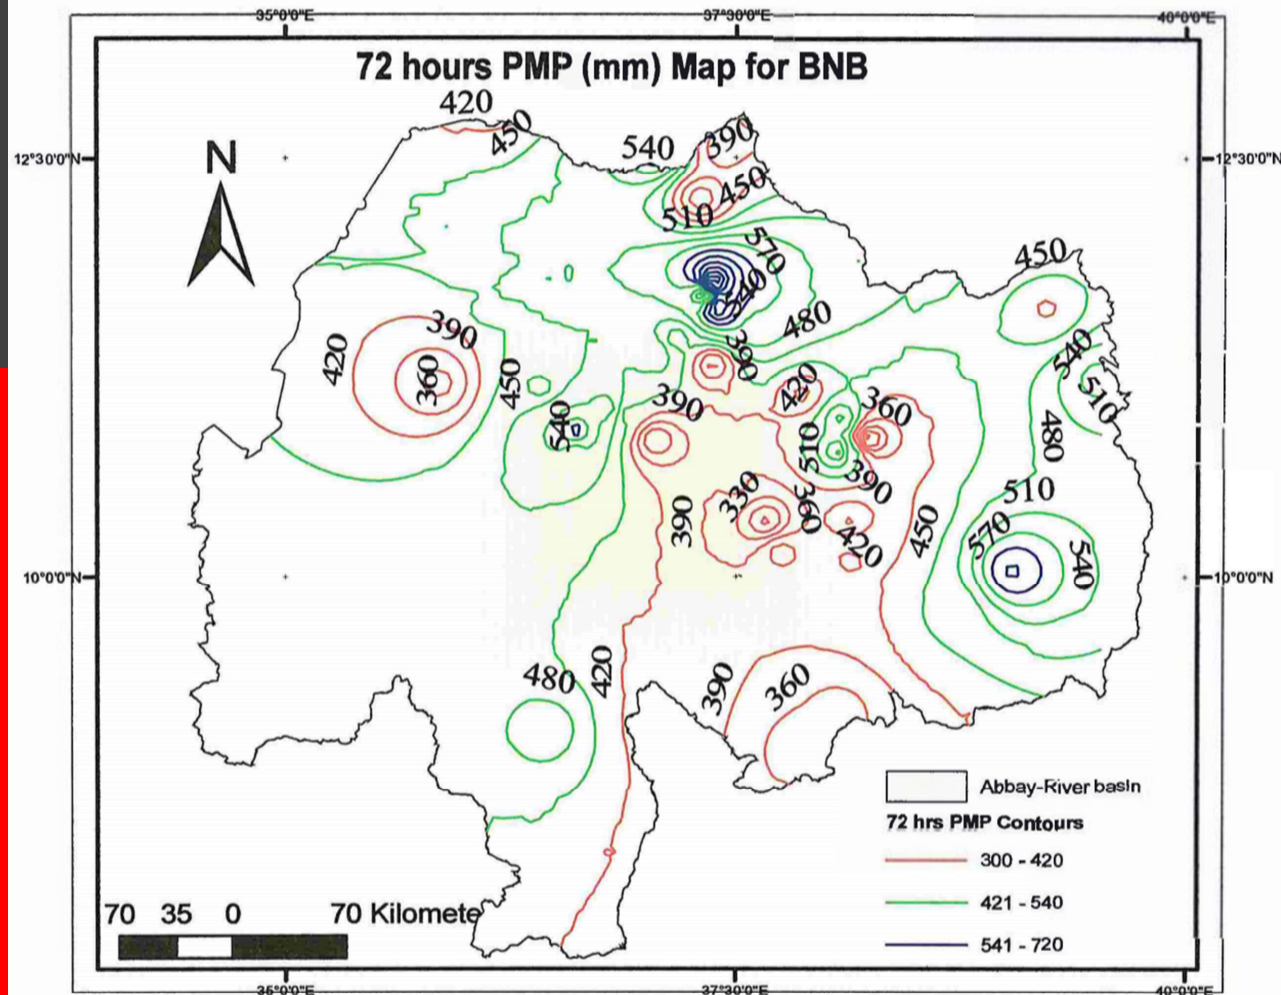 35°0'0"E 37°30'0"E 40°0'0"E
72 hours PMP (mm) Map for BNB
420
450
540
390
12°30'0"N
12°30'0"N
N
450
510
570
450
540
480
390
420
390
540
360
450
420
510
390
360
540
510
480
390
510
330
360
390
450
570
420
540
10°0'0"N
10°0'0"N
420
480
390
360
Abbay-River basin
72 hrs PMP Contours
300 - 420
421 - 540
541 - 720
70 35 0 70 Kilomete
35°0'0"E 37°30'0"E 40°0'0"E